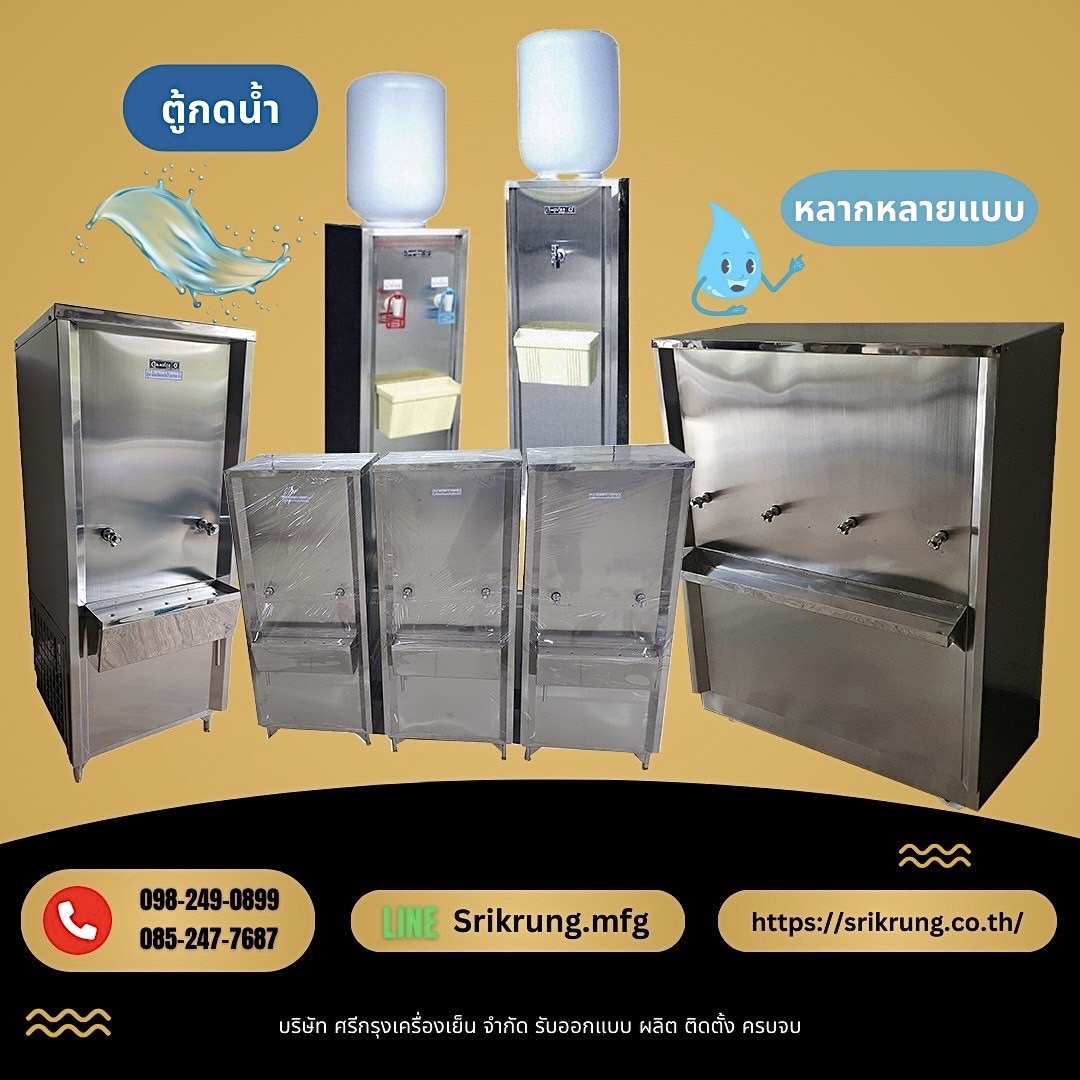 ตู้กดน้ำ
หลากหลายแบบ
098-249-0899
085-247-7687
LINE Srikrung.mfg
https://srikrung.co.th/
บริษัท ศรีกรุงเครื่องเย็น จำกัด รับออกแบบ ผลิต ติดตั้ง ครบจบ